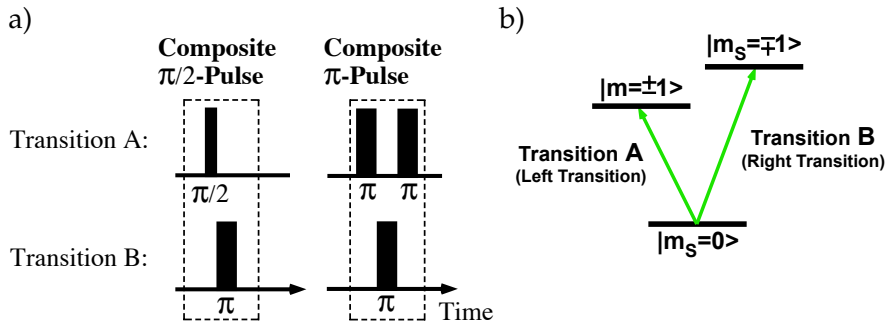 a)
Composite
π/2-Pulse
Composite
π-Pulse
Transition A:
π/2
π π
Transition B:
π
π
Time
b)
|mS=∓1>
|m=±1>
Transition A
(Left Transition)
Transition B
(Right Transition)
|mS=0>